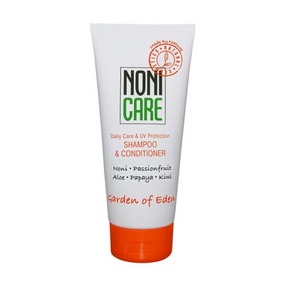 NONI
CARE
Daily Care & UV Protection
SHAMPOO
& CONDITIONER
Noni • Passionfruit
Aloe • Papaya • Kiwi
Garden of Eden